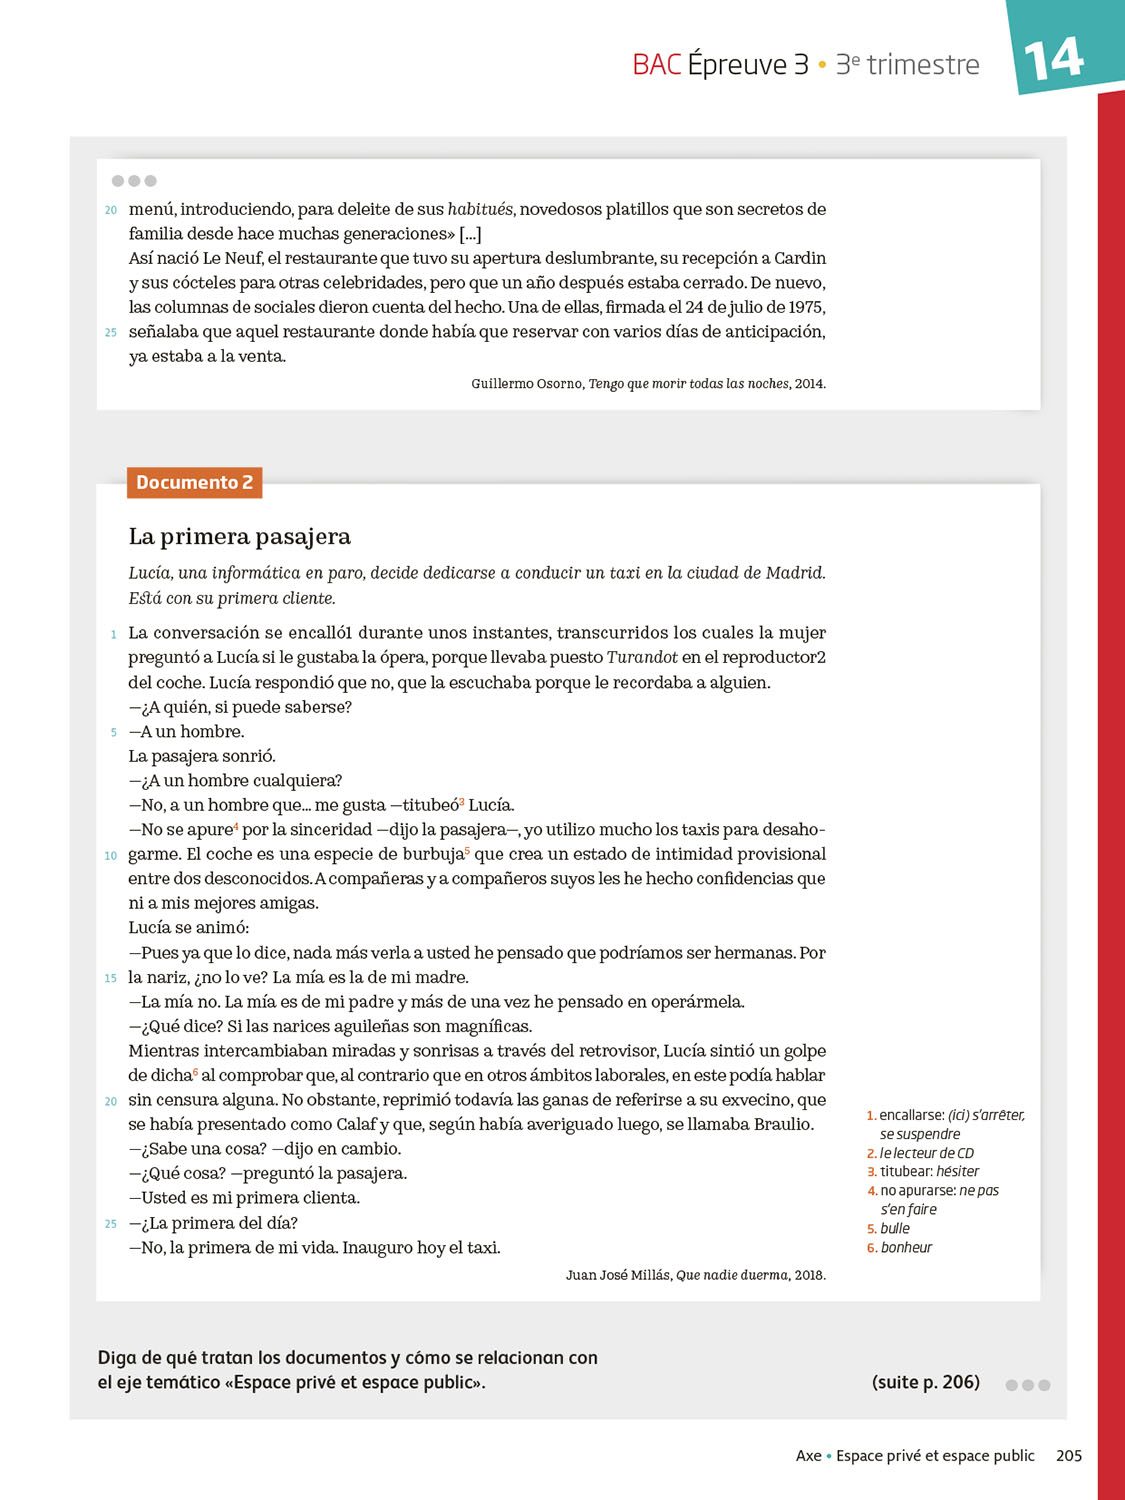 BAC Épreuve 3 • 3e trimestre
14
20 menú, introduciendo, para deleite de sus habitués, novedosos platillos que son secretos de
familia desde hace muchas generaciones» [...]
Así nació Le Neuf, el restaurante que tuvo su apertura deslumbrante, su recepción a Cardin
y sus cócteles para otras celebridades, pero que un año después estaba cerrado. De nuevo,
las columnas de sociales dieron cuenta del hecho. Una de ellas, firmada el 24 de julio de 1975,
25 señalaba que aquel restaurante donde había que reservar con varios días de anticipación,
ya estaba a la venta.
Guillermo Osorno, Tengo que morir todas las noches, 2014.
Documento 2
La primera pasajera
Lucía, una informática en paro, decide dedicarse a conducir un taxi en la ciudad de Madrid.
Está con su primera cliente.
1 La conversación se encalló1 durante unos instantes, transcurridos los cuales la mujer
preguntó a Lucía si le gustaba la ópera, porque llevaba puesto Turandot en el reproductor2
del coche. Lucía respondió que no, que la escuchaba porque le recordaba a alguien.
—¿A quién, si puede saberse?
5 —A un hombre.
La pasajera sonrió.
—¿A un hombre cualquiera?
—No, a un hombre que... me gusta —titubeó3 Lucía.
—No se apure4 por la sinceridad —dijo la pasajera—, yo utilizo mucho los taxis para desaho-
10 garme. El coche es una especie de burbuja5 que crea un estado de intimidad provisional
entre dos desconocidos. A compañeras y a compañeros suyos les he hecho confidencias que
ni a mis mejores amigas.
Lucía se animó:
—Pues ya que lo dice, nada más verla a usted he pensado que podríamos ser hermanas. Por
15 la nariz, ¿no lo ve? La mía es la de mi madre.
—La mía no. La mía es de mi padre y más de una vez he pensado en operármela.
—¿Qué dice? Si las narices aguileñas son magníficas.
Mientras intercambiaban miradas y sonrisas a través del retrovisor, Lucía sintió un golpe
de dicha6 al comprobar que, al contrario que en otros ámbitos laborales, en este podía hablar
20 sin censura alguna. No obstante, reprimió todavía las ganas de referirse a su exvecino, que
se había presentado como Calaf y que, según había averiguado luego, se llamaba Braulio.
—¿Sabe una cosa? —dijo en cambio.
—¿Qué cosa? —preguntó la pasajera.
—Usted es mi primera clienta.
25 —¿La primera del día?
—No, la primera de mi vida. Inauguro hoy el taxi.
Juan José Millás, Que nadie duerma, 2018.
1. encallarse: (ici) s'arrêter,
se suspendre
2. le lecteur de CD
3. titubear: hésiter
4. no apurarse: ne pas
s'en faire
5. bulle
6. bonheur
Diga de qué tratan los documentos y cómo se relacionan con
el eje temático «Espace privé et espace public».
(suite p. 206)
Axe • Espace privé et espace public 205